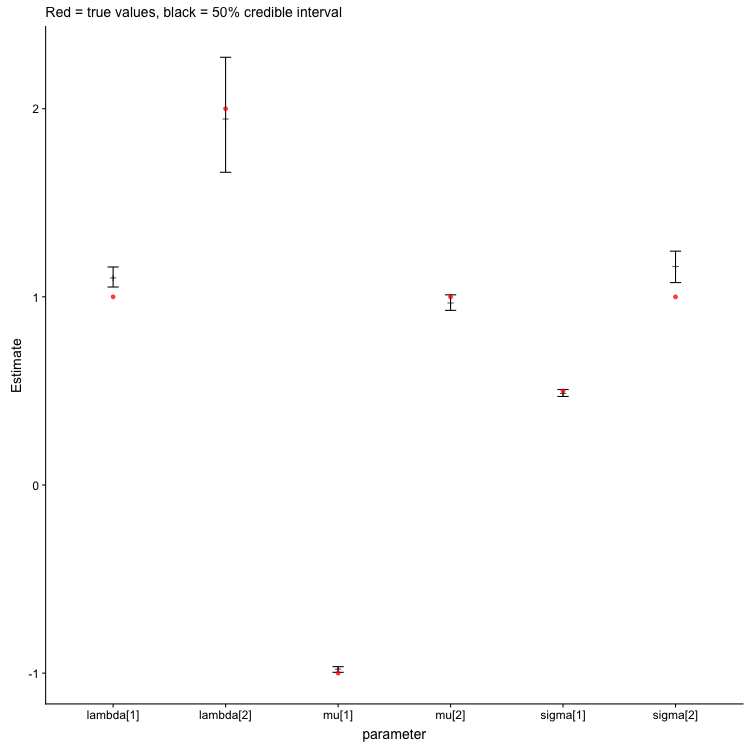 Red = true values, black = 50% credible interval
Estimate
2
1
0
-1
lambda[1] lambda[2] mu[1] mu[2] sigma[1] sigma[2]
parameter